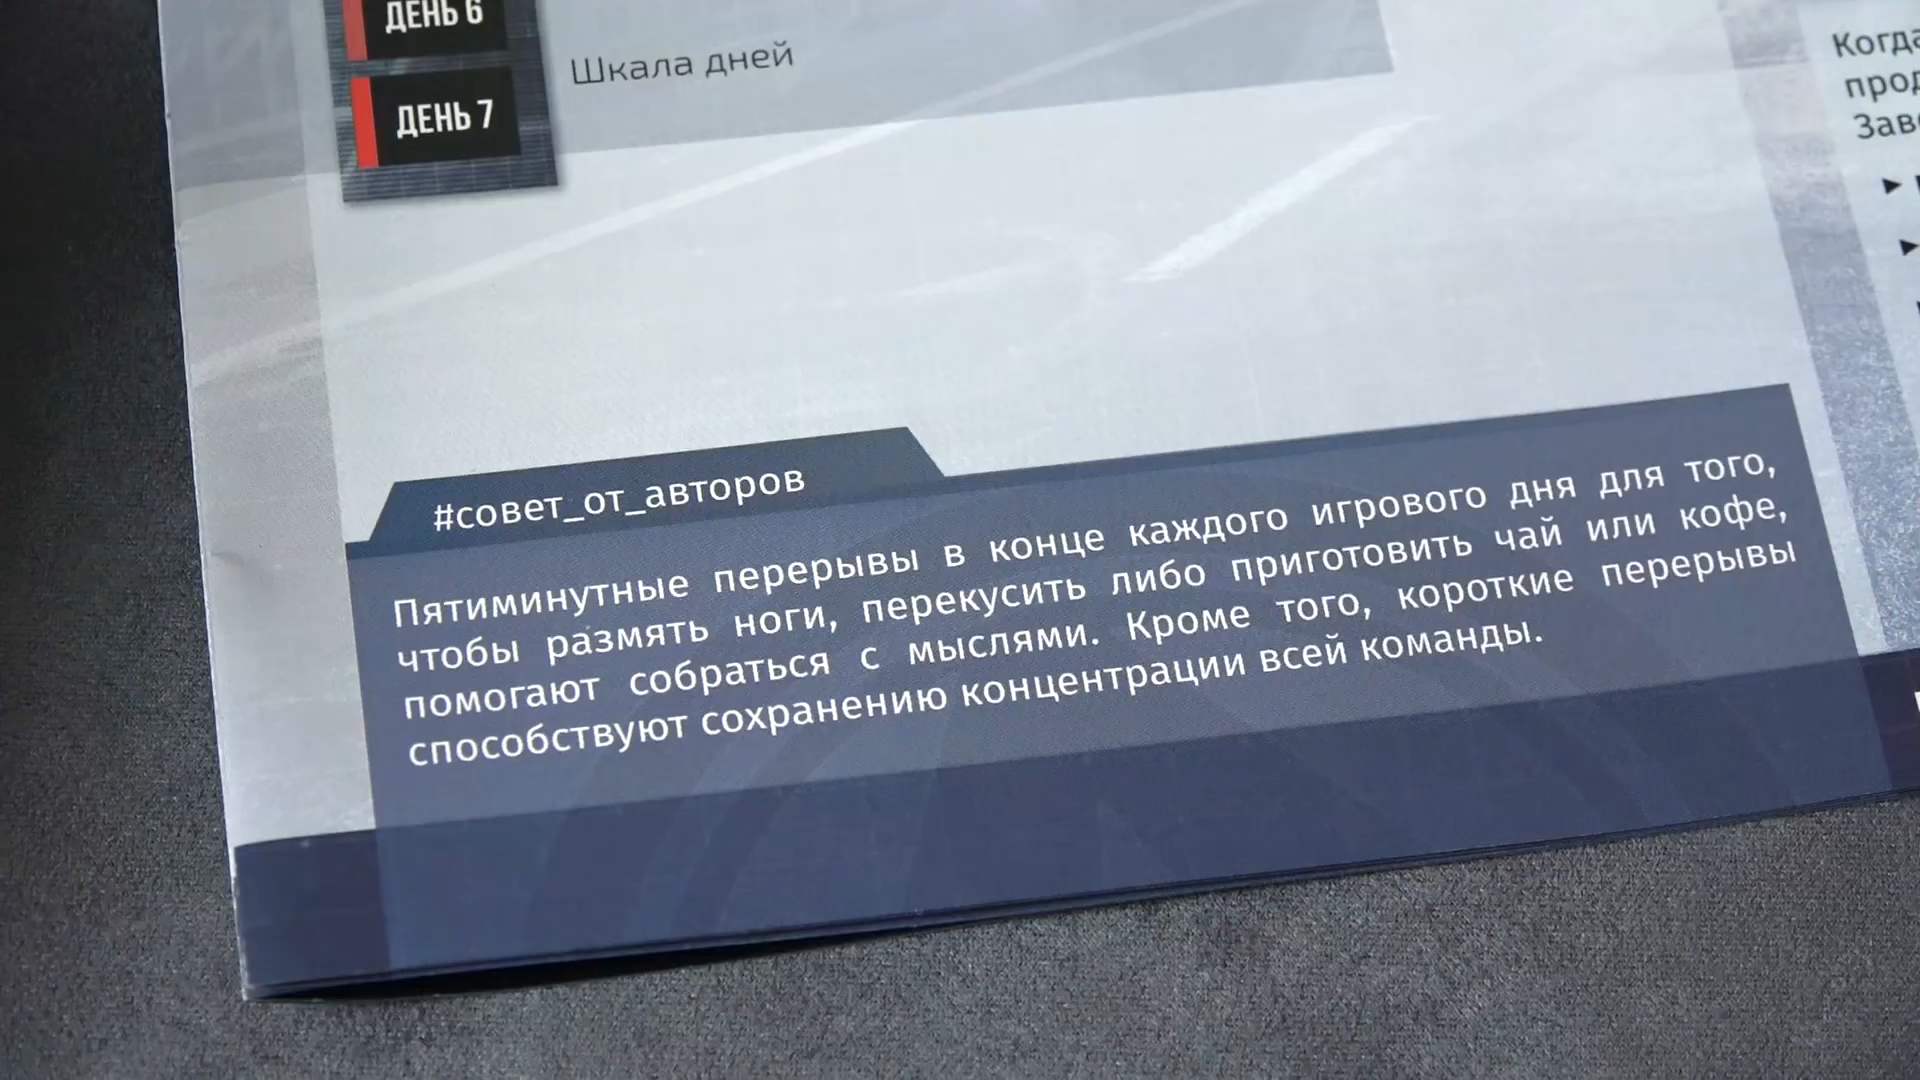 ДЕНЬ 6
ДЕНЬ 7
Шкала дней
#совет_от_авторов
Пятиминутные перерывы в конце каждого игрового дня для того,
чтобы размять ноги, перекусить либо приготовить чай или кофе,
помогают собраться с мыслями. Кроме того, короткие перерывы
способствуют сохранению концентрации всей команды.
Когда